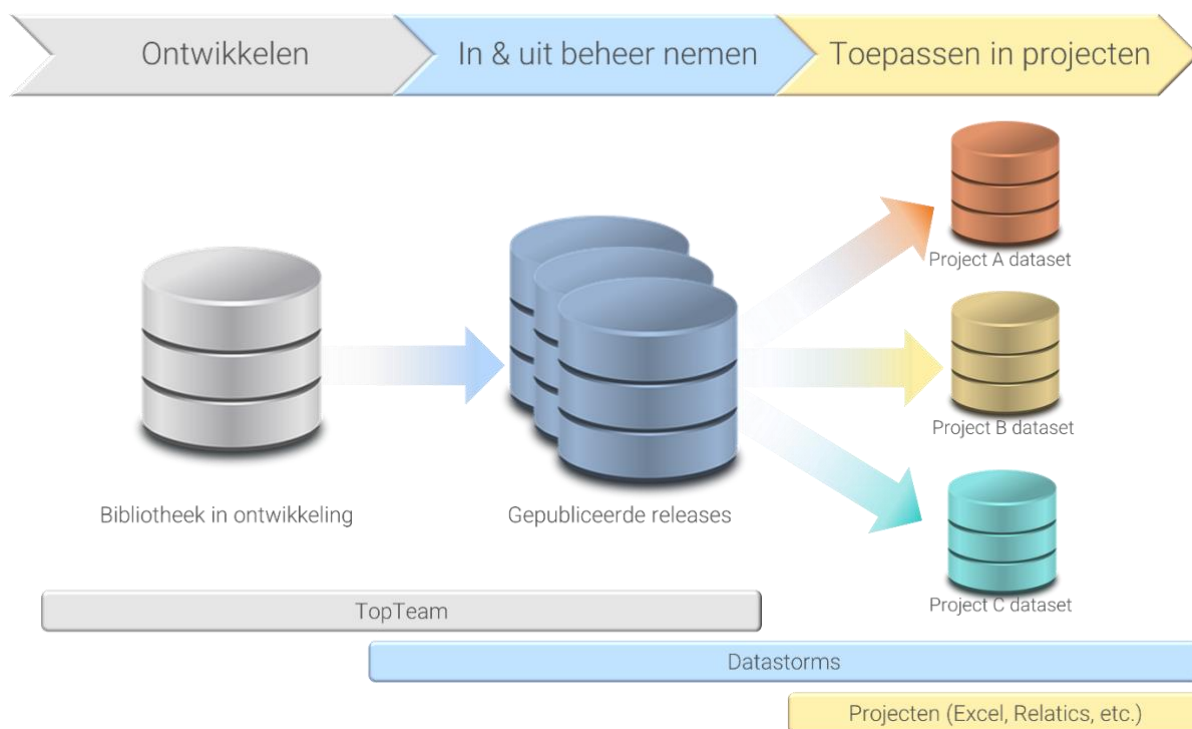 Ontwikkelen
In & uit beheer nemen
Toepassen in projecten
Project A dataset
Project B dataset
Bibliotheek in ontwikkeling
Gepubliceerde releases
Project C dataset
TopTeam
Datastorms
Projecten (Excel, Relatics, etc.)